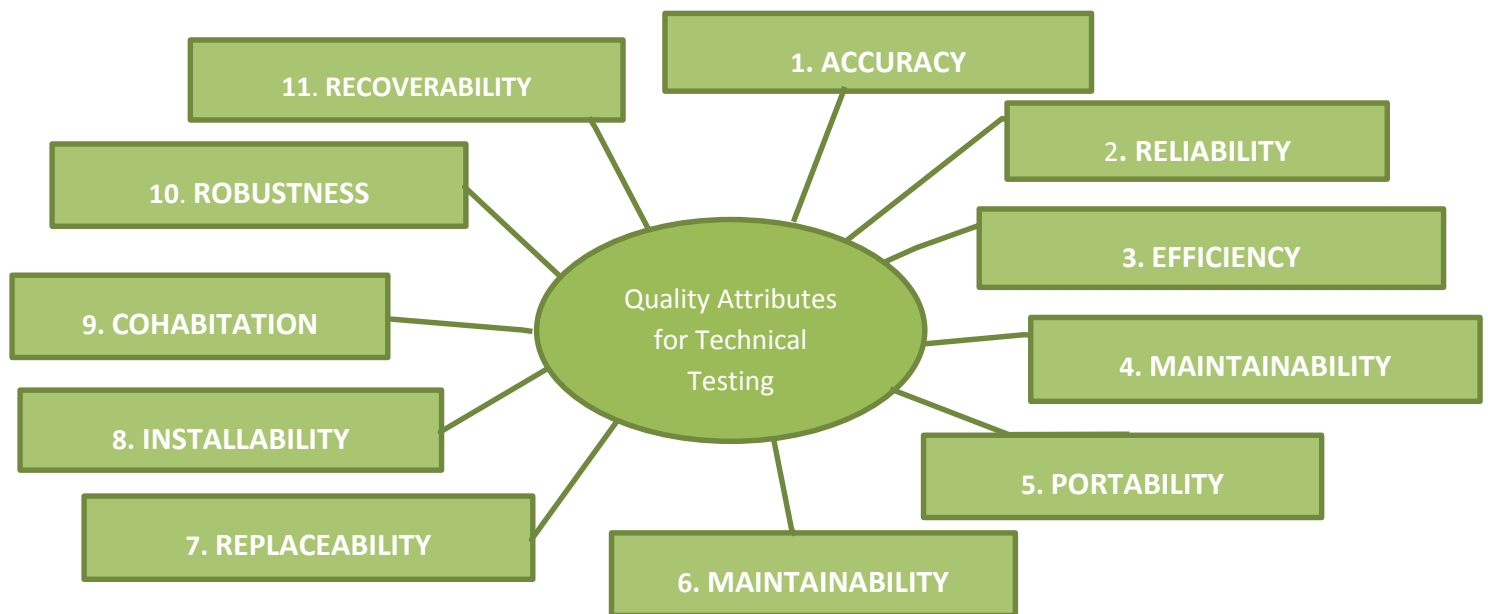 Quality Attributes
for Technical
Testing
1. ACCURACY
2. RELIABILITY
3. EFFICIENCY
4. MAINTAINABILITY
5. PORTABILITY
6. MAINTAINABILITY
7. REPLACEABILITY
8. INSTALLABILITY
9. COHABITATION
10. ROBUSTNESS
11. RECOVERABILITY